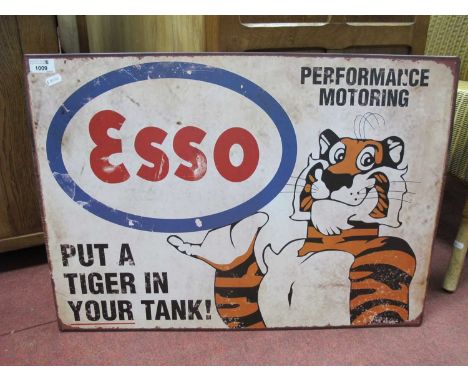 1009
PERFORMANCE
MOTORING
Esso
PUT A
TIGER IN
YOUR TANK!